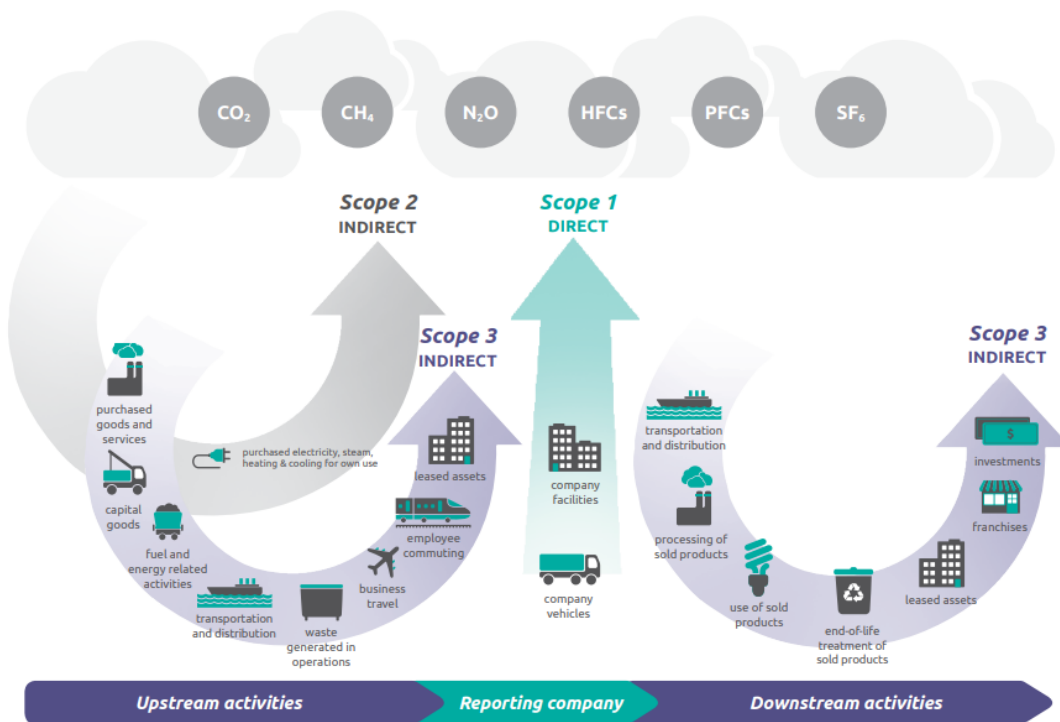 CO₂
CH₄
N₂O
HFCs
PFCs
SF₆
Scope 2
INDIRECT
Scope 1
DIRECT
Scope 3
INDIRECT
Scope 3
INDIRECT
purchased
goods and
services
capital
goods
fuel and
energy related
activities
purchased electricity, steam,
heating & cooling for own use
transportation
and distribution
waste
generated in
operations
business
travel
employee
commuting
leased assets
company
facilities
company
vehicles
transportation
and distribution
processing of
sold products
use of sold
products
end-of-life
treatment of
sold products
leased assets
franchises
$
investments
Upstream activities
Reporting company
Downstream activities